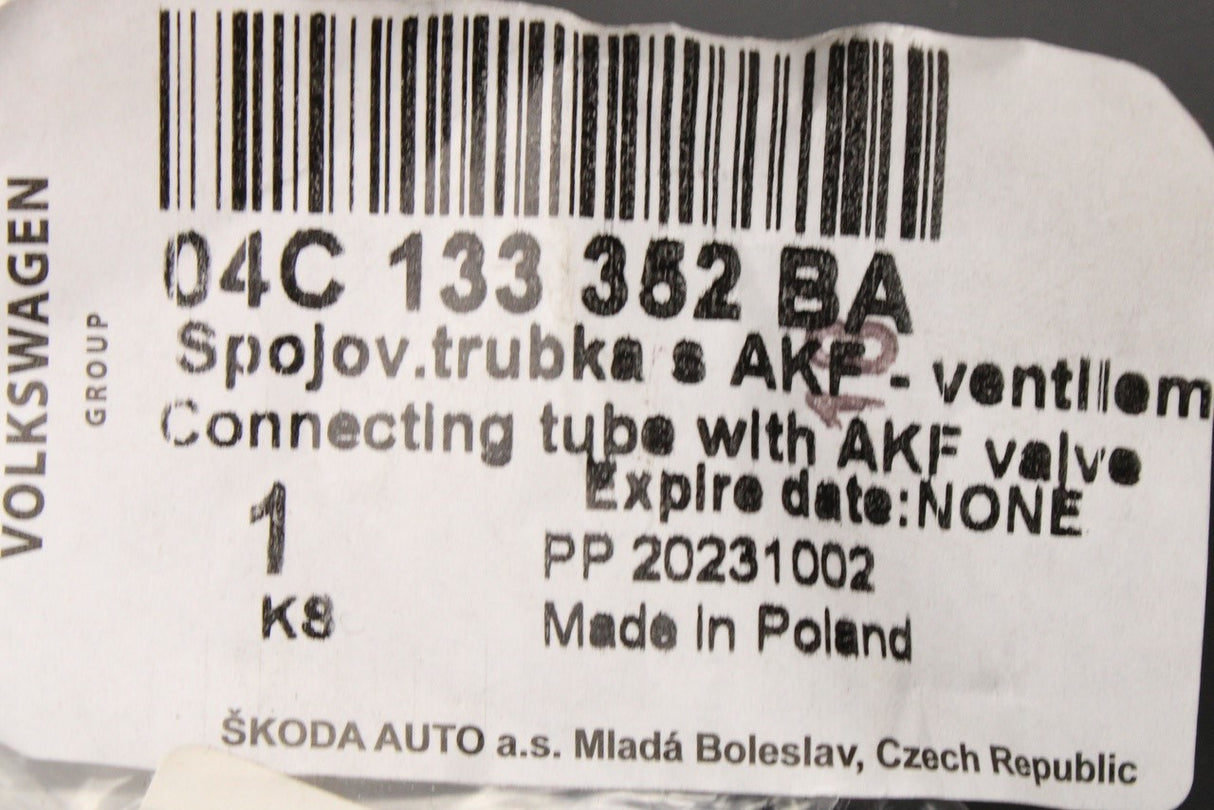 VOLKSWAGEN
GROUP
04C 133 352 BA
Spojov.trubka s AKF - ventilem
Connecting tube with AKF valve
Expire date:NONE
1
PP 20231002
KS
Made in Poland
ŠKODA AUTO a.s. Mladá Boleslav, Czech Republic